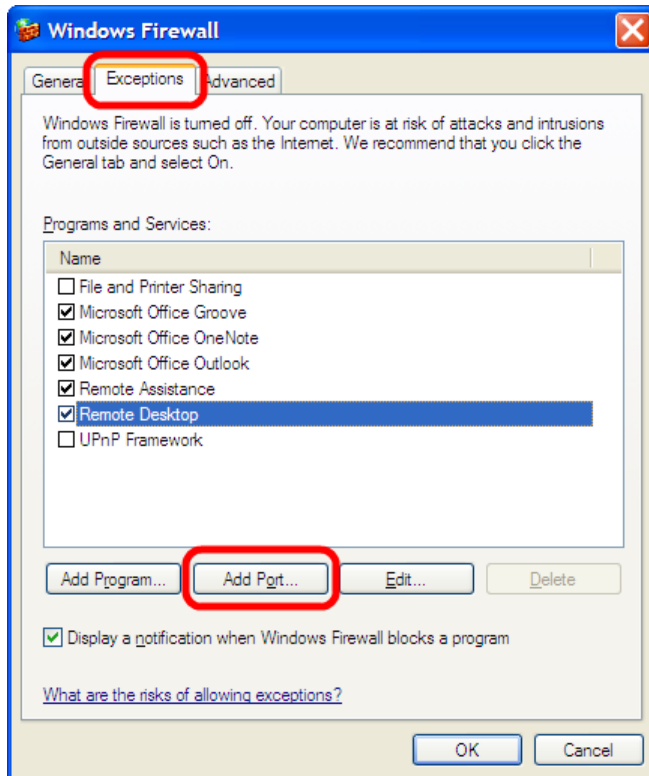 Windows Firewall
General Exceptions Advanced
Windows Firewall is turned off. Your computer is at risk of attacks and intrusions
from outside sources such as the Internet. We recommend that you click the
General tab and select On.
Programs and Services:
Name
File and Printer Sharing
Microsoft Office Groove
Microsoft Office OneNote
Microsoft Office Outlook
Remote Assistance
Remote Desktop
UPnP Framework
Add Program... Add Port... Edit... Delete
Display a notification when Windows Firewall blocks a program
What are the risks of allowing exceptions?
OK Cancel